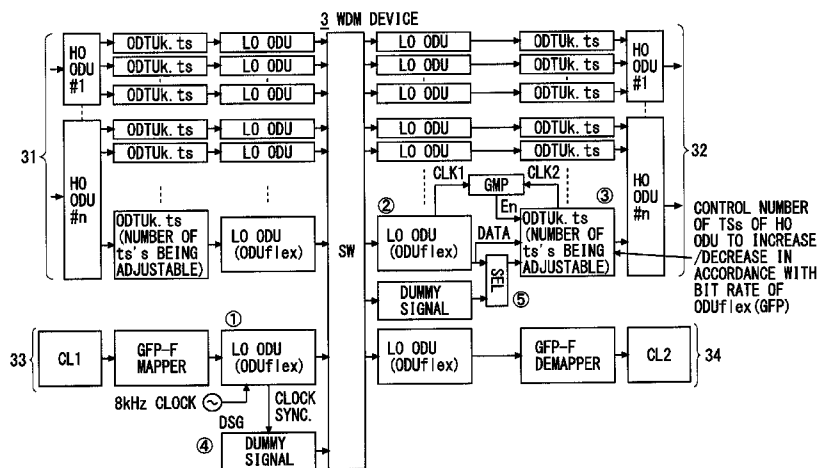 3 WDM DEVICE
HO
ODU
#1
ODTUk.ts
LO ODU
ODTUk.ts
LO ODU
ODTUk.ts
LO ODU
LO ODU
ODTUk.ts
LO ODU
ODTUk.ts
LO ODU
ODTUk.ts
HO
ODU
#1
31
HO
ODU
#n
ODTUk.ts
LO ODU
ODTUk.ts
LO ODU
ODTUk.ts
(NUMBER OF
ts's BEING
ADJUSTABLE)
LO ODU
(ODUflex)
SW
LO ODU
ODTUk.ts
LO ODU
ODTUk.ts
CLK1
GMP
CLK2
En
②
LO ODU
(ODUflex)
DATA
③
ODTUk.ts
(NUMBER OF
ts's BEING
ADJUSTABLE)
HO
ODU
#n
32
CONTROL NUMBER
OF TSs OF HO
ODU TO INCREASE
/DECREASE IN
ACCORDANCE WITH
BIT RATE OF
ODUflex(GFP)
DUMMY
SIGNAL
SEL
⑤
33
CL1
GFP-F
MAPPER
①
LO ODU
(ODUflex)
LO ODU
(ODUflex)
GFP-F
DEMAPPER
CL2
34
8kHz CLOCK
CLOCK
SYNC.
DSG
④
DUMMY
SIGNAL